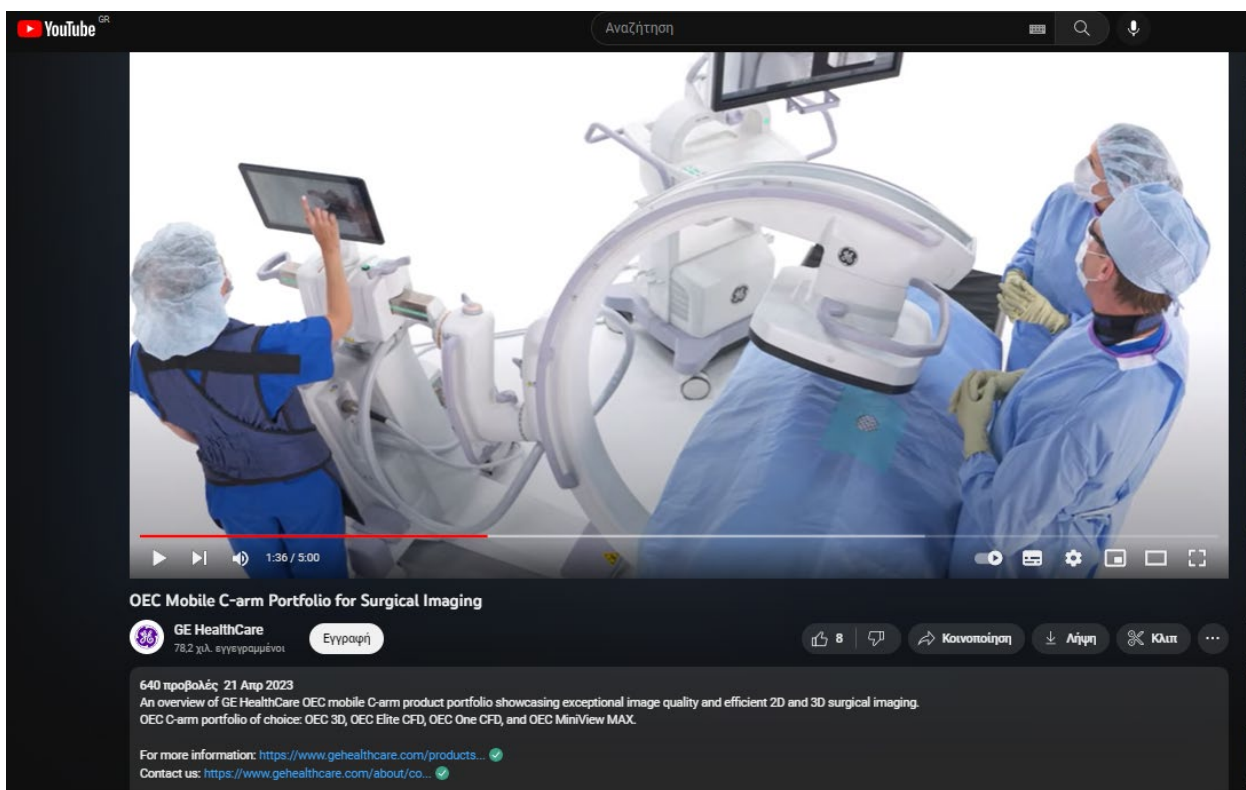 YouTube GR
Αναζήτηση
1:36 / 5:00
OEC Mobile C-arm Portfolio for Surgical Imaging
GE HealthCare
78,2 χιλ. εγγεγραμμένοι
Εγγραφή
8
Κοινοποίηση
Λήψη
Κλιπ
640 προβολές 21 Απρ 2023
An overview of GE HealthCare OEC mobile C-arm product portfolio showcasing exceptional image quality and efficient 2D and 3D surgical imaging.
OEC C-arm portfolio of choice: OEC 3D, OEC Elite CFD, OEC One CFD, and OEC MiniView MAX.
For more information: https://www.gehealthcare.com/products...
Contact us: https://www.gehealthcare.com/about/co...